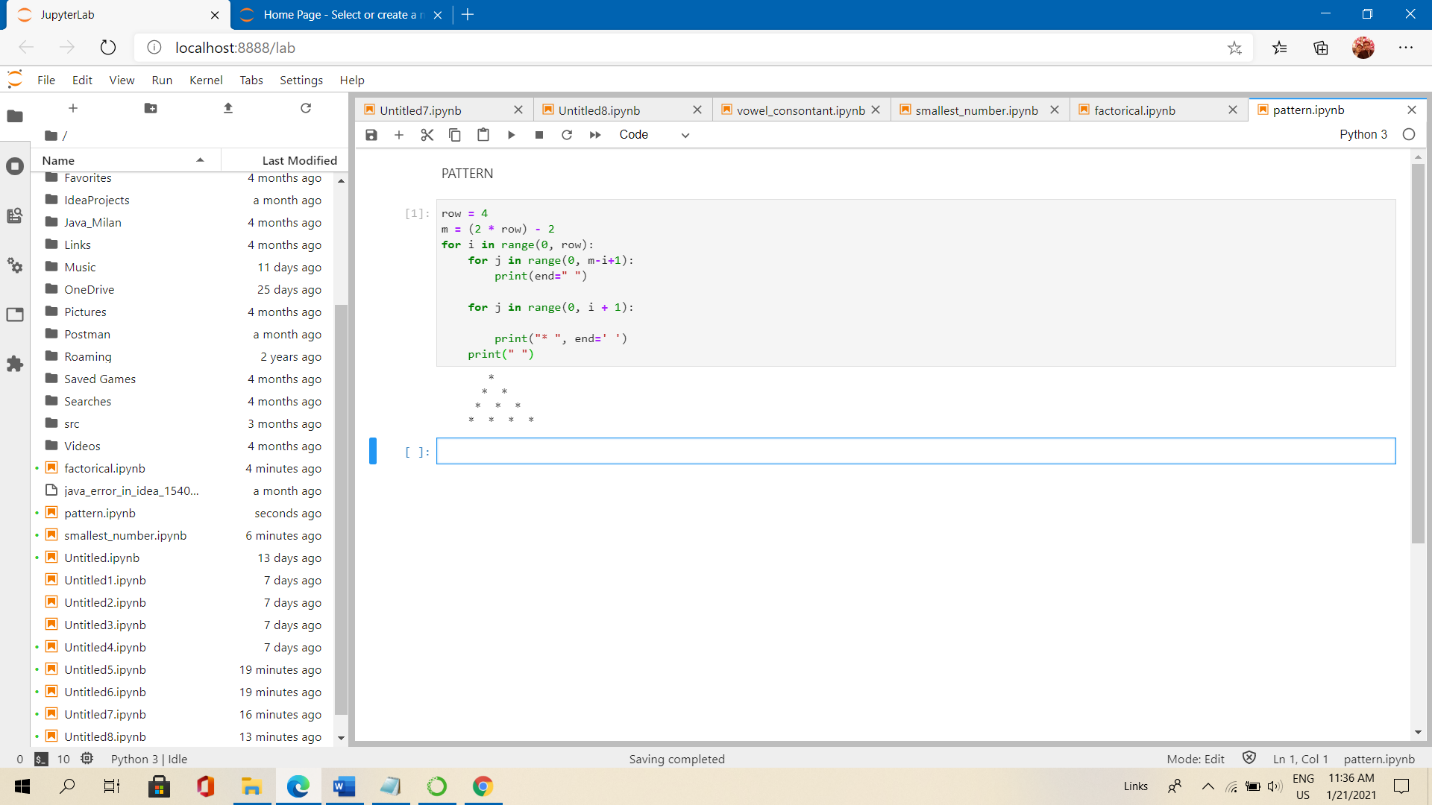 JupyterLab
Home Page - Select or create a n
localhost:8888/lab
File Edit View Run Kernel Tabs Settings Help
Untitled7.ipynb Untitled8.ipynb vowel_consontant.ipynb smallest_number.ipynb factorical.ipynb pattern.ipynb
/
Code Python 3
Name Last Modified
Favorites 4 months ago
IdeaProjects a month ago
Java_Milan 4 months ago
Links 4 months ago
Music 11 days ago
OneDrive 25 days ago
Pictures 4 months ago
Postman a month ago
Roaming 2 years ago
Saved Games 4 months ago
Searches 4 months ago
src 3 months ago
Videos 4 months ago
factorical.ipynb 4 minutes ago
java_error_in_idea_1540... a month ago
pattern.ipynb seconds ago
smallest_number.ipynb 6 minutes ago
Untitled.ipynb 13 days ago
Untitled1.ipynb 7 days ago
Untitled2.ipynb 7 days ago
Untitled3.ipynb 7 days ago
Untitled4.ipynb 7 days ago
Untitled5.ipynb 19 minutes ago
Untitled6.ipynb 19 minutes ago
Untitled7.ipynb 16 minutes ago
Untitled8.ipynb 13 minutes ago
PATTERN
[1]: row = 4
m = (2 * row) - 2
for i in range(0, row):
    for j in range(0, m-i+1):
        print(end=" ")
    for j in range(0, i + 1):
        print("* ", end=' ')
    print(" ")
       *
      *  *
     *  *  *
    *  *  *  *
[ ]:
0 $_ 10 Python 3 | Idle Saving completed Mode: Edit Ln 1, Col 1 pattern.ipynb
Links ENG US 11:36 AM 1/21/2021